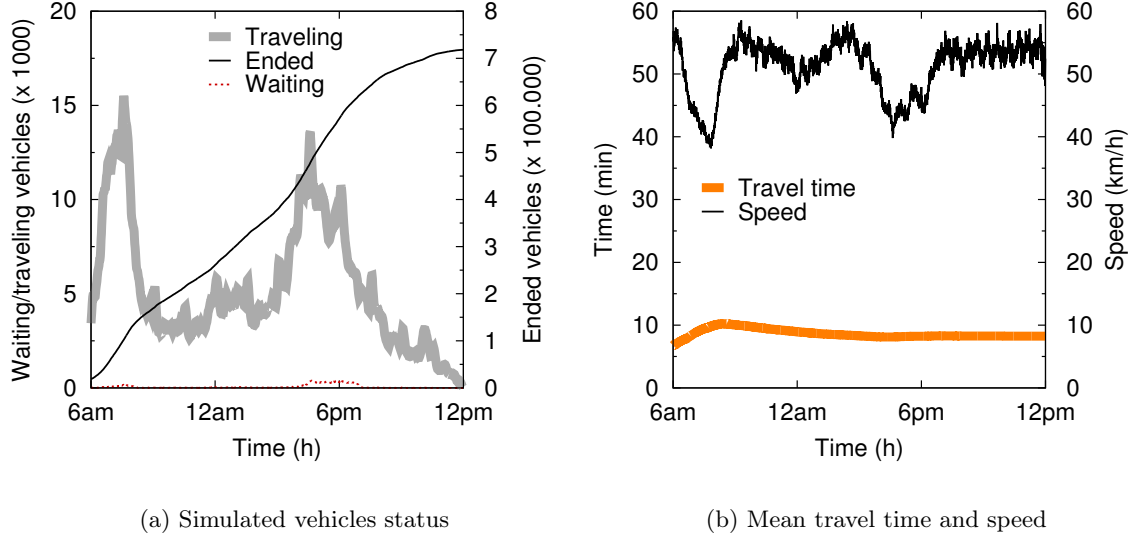 Waiting/traveling vehicles (x 1000)
20
15
10
5
0
Traveling
Ended
Waiting
8
7
6
5
4
3
2
1
0
Ended vehicles (x 100.000)
6am 12am 6pm 12pm
Time (h)
(a) Simulated vehicles status
Time (min)
60
50
40
30
20
10
0
Travel time
Speed
60
50
40
30
20
10
0
Speed (km/h)
6am 12am 6pm 12pm
Time (h)
(b) Mean travel time and speed